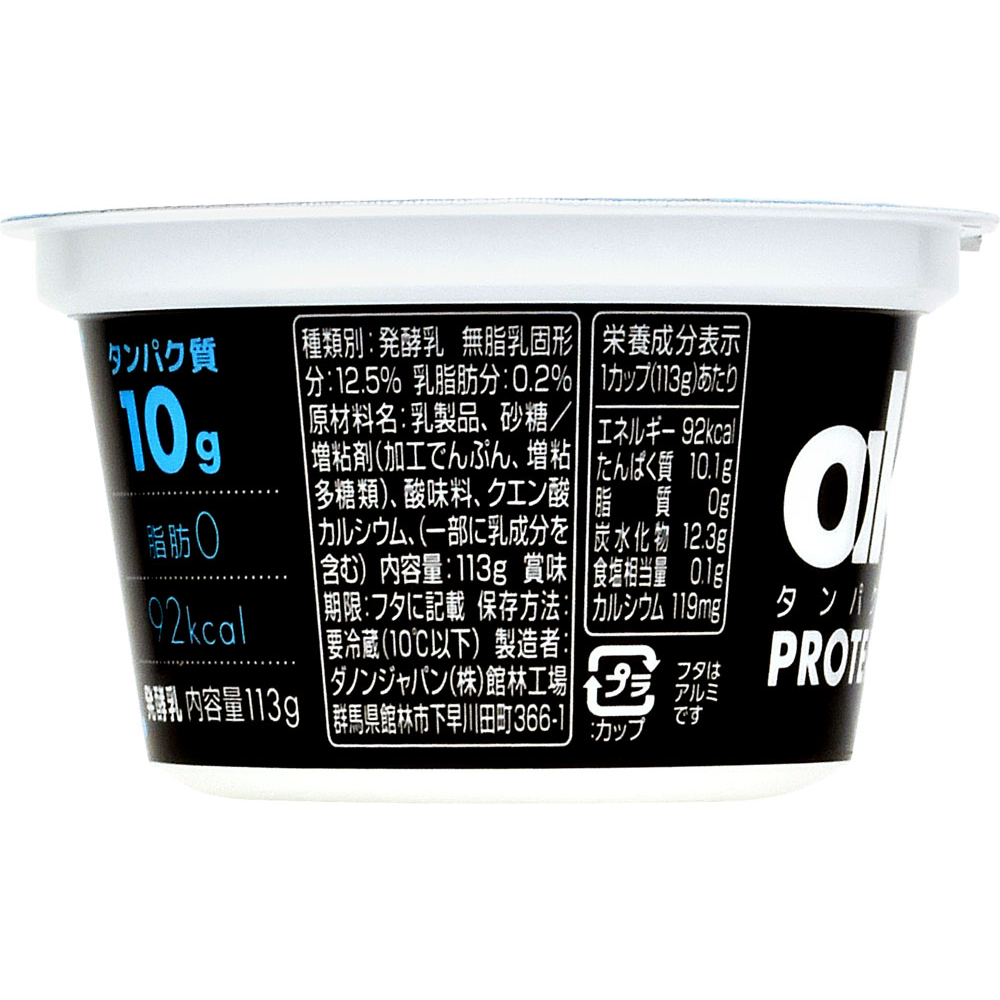 タンパク質
10g
脂肪0
92kcal
発酵乳 内容量113g
種類別:発酵乳 無脂乳固形
分:12.5% 乳脂肪分:0.2%
原材料名:乳製品、砂糖/
増粘剤(加工でんぷん、増粘
多糖類)、酸味料、クエン酸
カルシウム、(一部に乳成分を
含む) 内容量:113g 賞味
期限:フタに記載 保存方法:
要冷蔵(10℃以下) 製造者:
ダノンジャパン(株)館林工場
群馬県館林市下早川田町366-1
栄養成分表示
1カップ(113g)あたり
エネルギー 92kcal
たんぱく質 10.1g
脂質 0g
炭水化物 12.3g
食塩相当量 0.1g
カルシウム 119mg
プラ
:カップ
フタは
アルミ
です
タンパ
PROTE